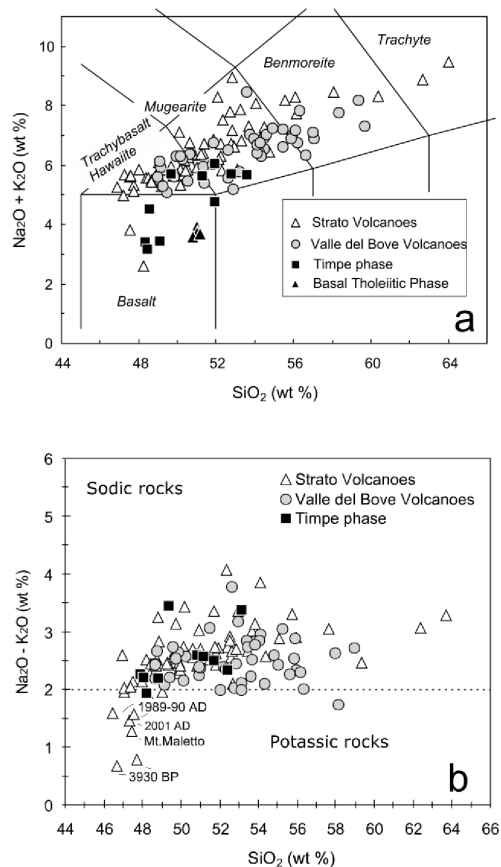 a
10
8
6
4
2
0
Na₂O + K₂O (wt %)
Trachyte
Benmoreite
Mugearite
Trachybasalt
Hawaiite
Basalt
Strato Volcanoes
Valle del Bove Volcanoes
Timpe phase
Basal Tholeiitic Phase
a
44 48 52 56 60 64
SiO₂ (wt %)
6
5
4
3
2
1
0
Na₂O - K₂O (wt %)
Sodic rocks
Strato Volcanoes
Valle del Bove Volcanoes
Timpe phase
1989-90 AD
2001 AD
Mt.Maletto
3930 BP
Potassic rocks
b
44 46 48 50 52 54 56 58 60 62 64 66
SiO₂ (wt %)